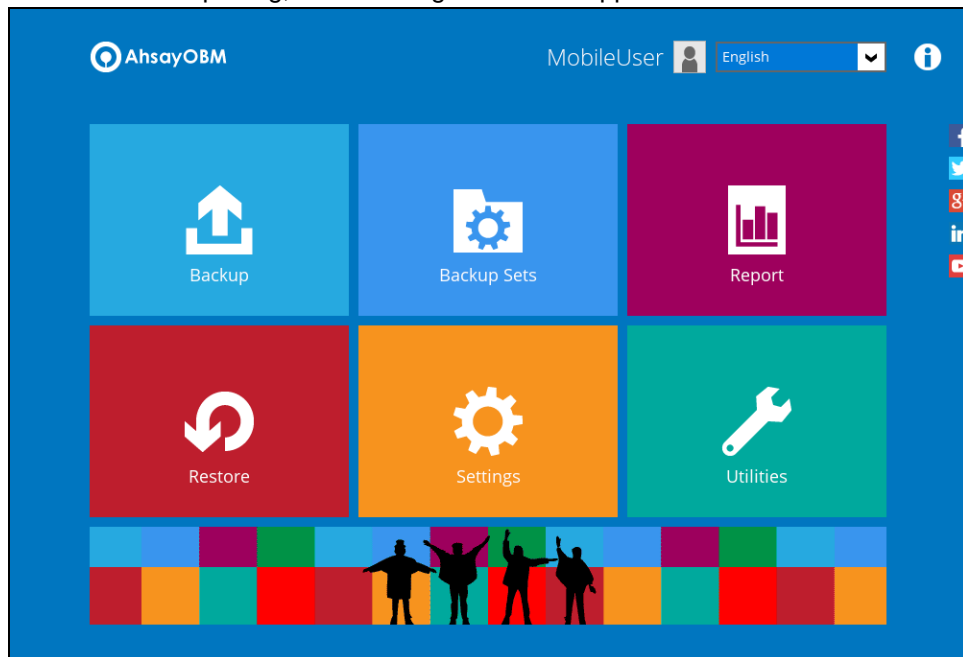 AhsayOBM
MobileUser
English
Backup
Backup Sets
Report
Restore
Settings
Utilities